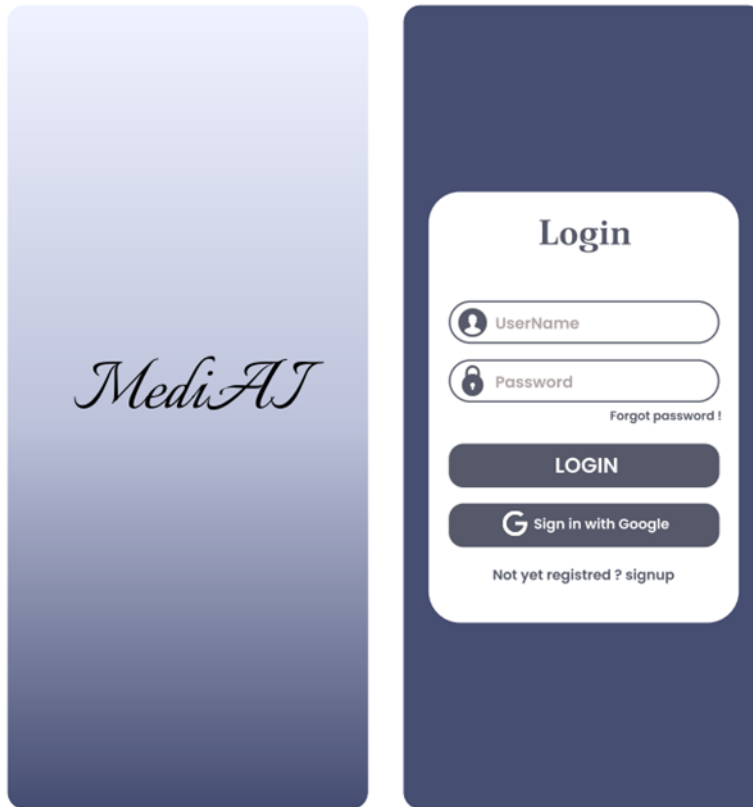 MediAI
Login
UserName
Password
Forgot password !
LOGIN
G Sign in with Google
Not yet registred ? signup